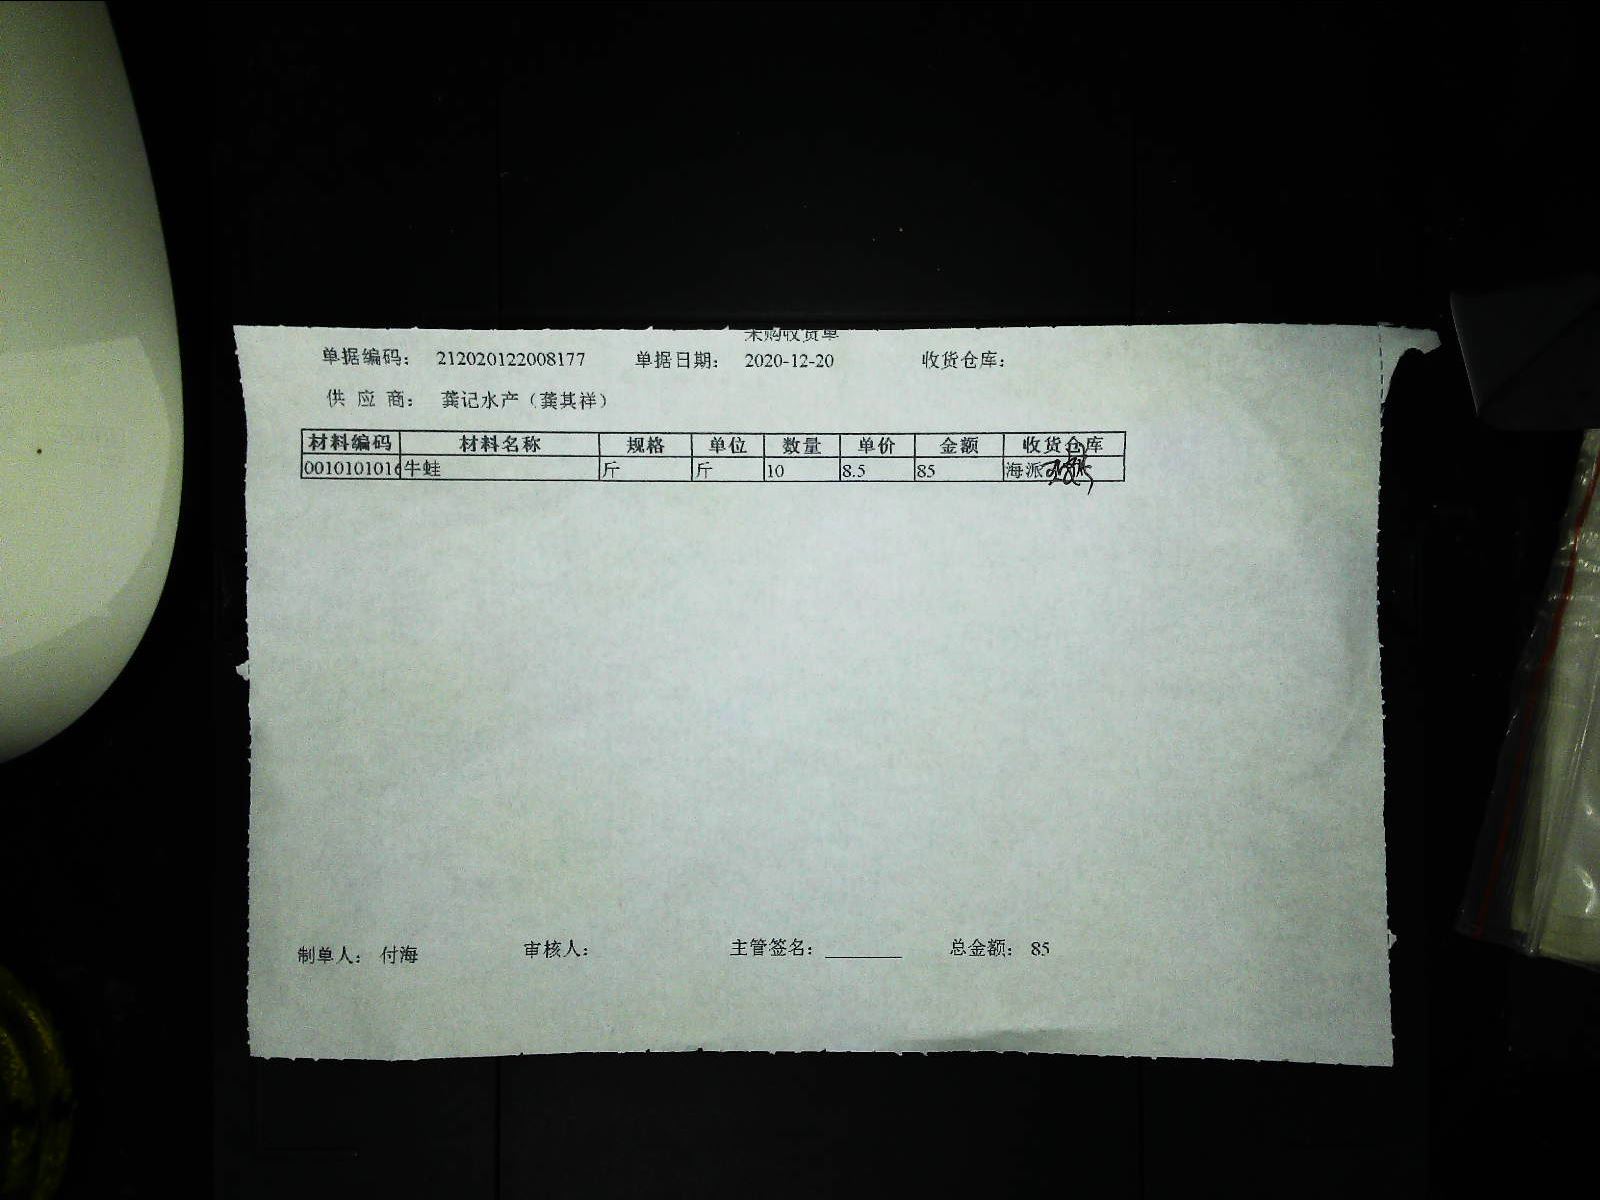 采购收货单
单据编码： 212020122008177 单据日期： 2020-12-20 收货仓库：
供 应 商： 龚记水产（龚其祥）
材料编码 材料名称 规格 单位 数量 单价 金额 收货仓库
0010101016 牛蛙 斤 斤 10 8.5 85 海派
制单人： 付海 审核人： 主管签名： 总金额： 85